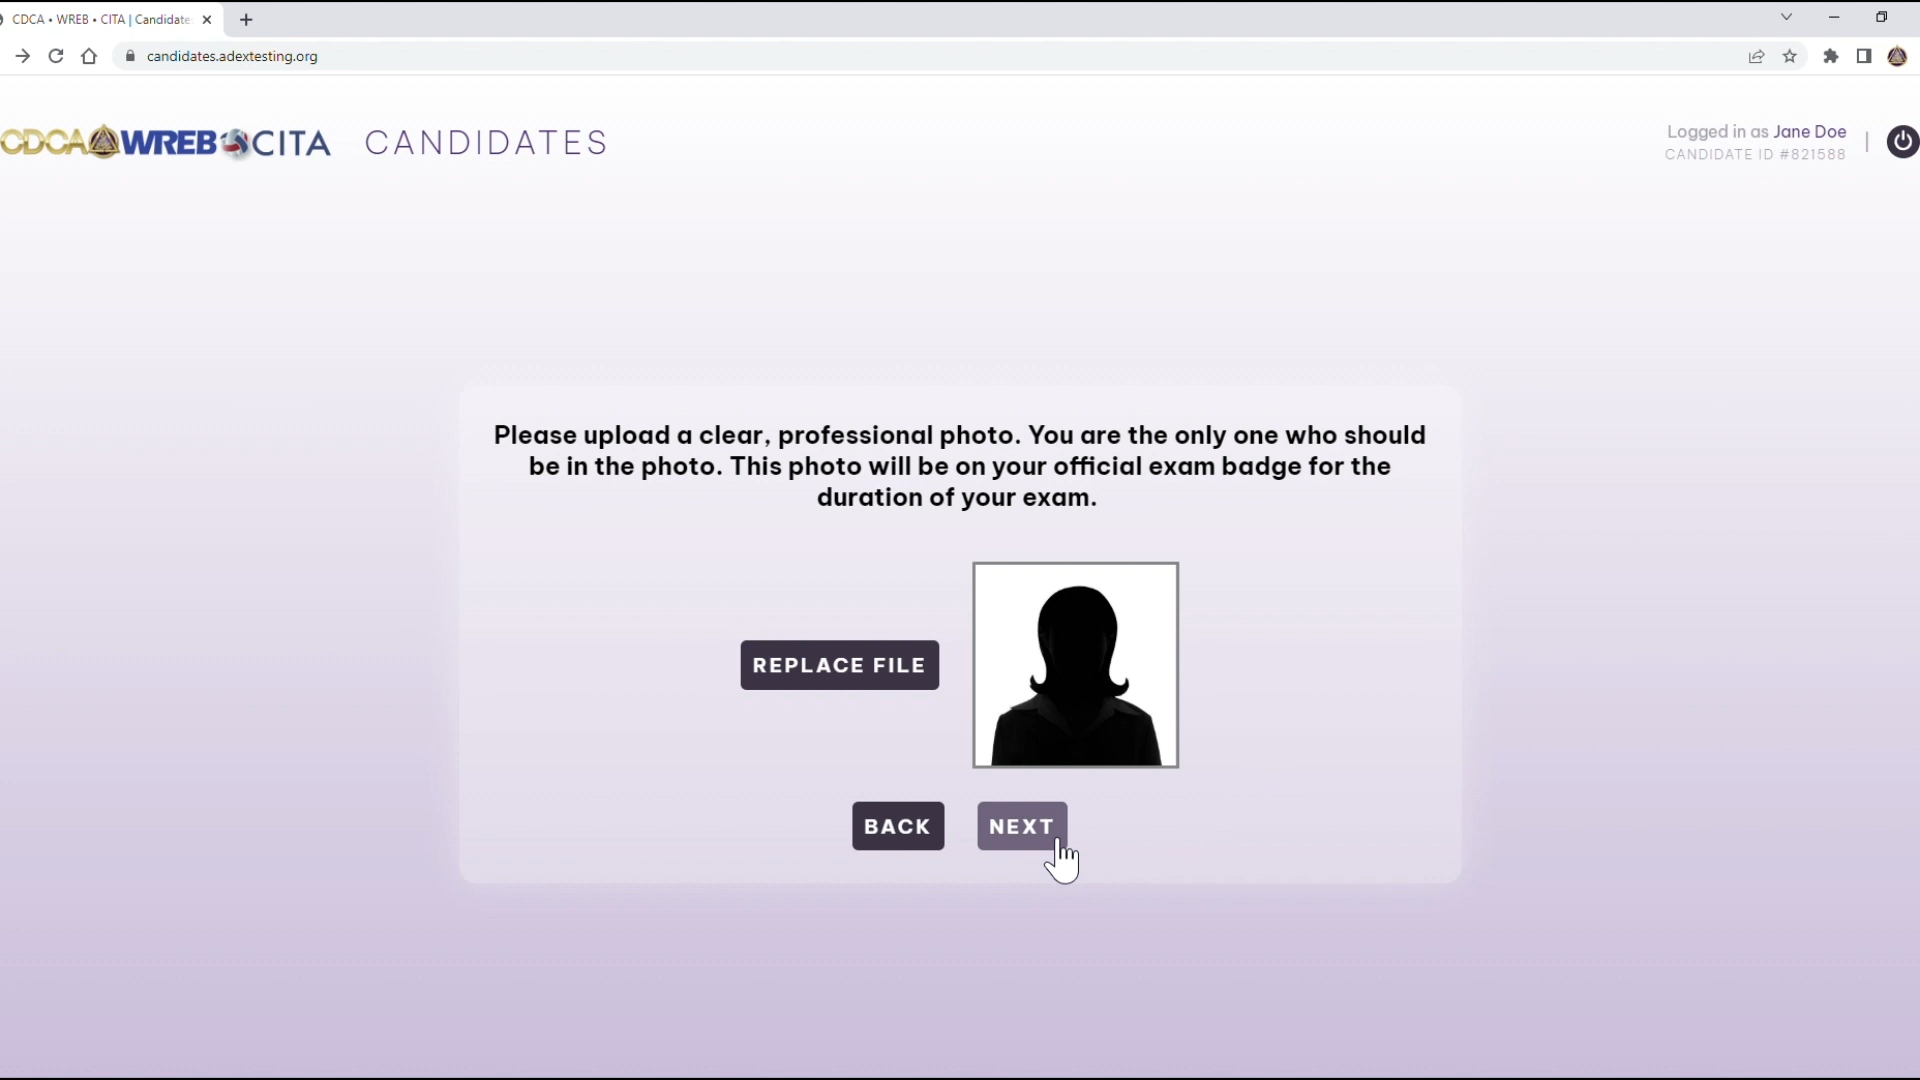 CDCA • WREB • CITA | Candidate
candidates.adextesting.org
CDCA WREB CITA CANDIDATES
Logged in as Jane Doe
CANDIDATE ID #821588
Please upload a clear, professional photo. You are the only one who should
be in the photo. This photo will be on your official exam badge for the
duration of your exam.
REPLACE FILE
BACK NEXT